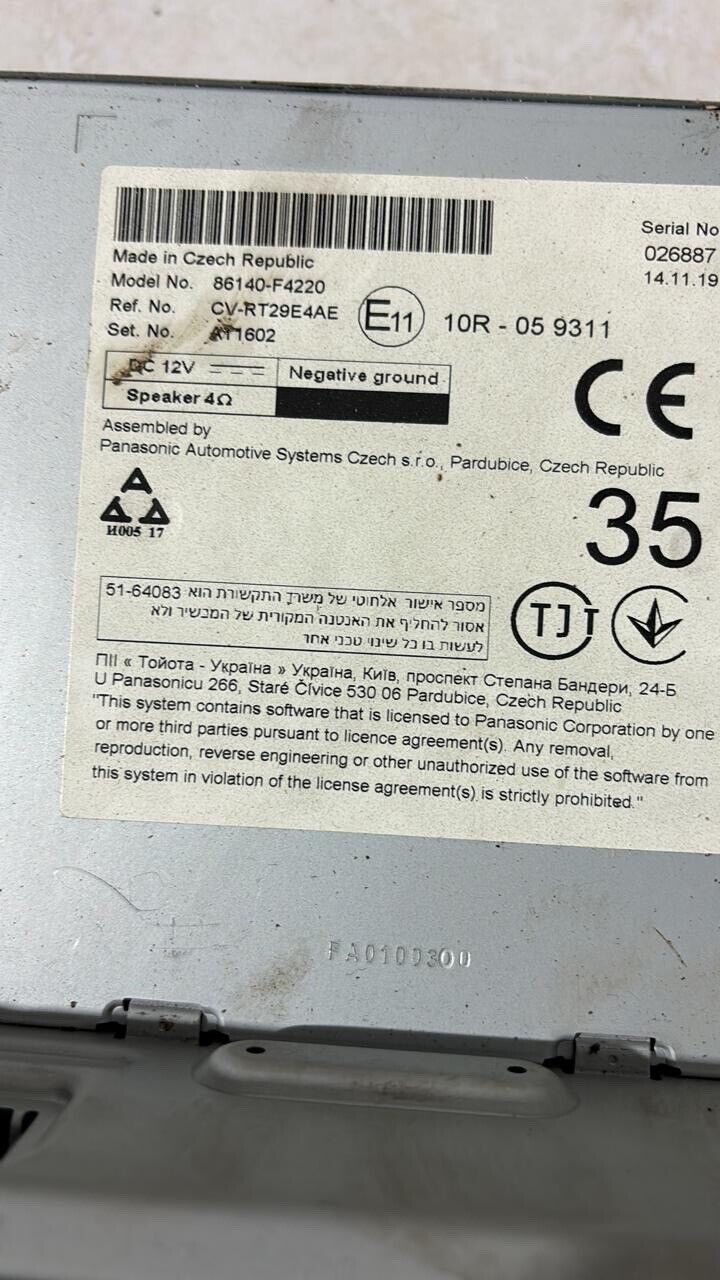 Serial No
026887
14.11.19
Made in Czech Republic
Model No. 86140-F4220
Ref. No. CV-RT29E4AE
Set. No. AT1602
E11 10R - 05 9311
DC 12V
Negative ground
Speaker 4Ω
CE
Assembled by
Panasonic Automotive Systems Czech s.r.o., Pardubice, Czech Republic
35
И005 17
מספר אישור אלחוטי של משרד התקשורת הוא 51-64083
אסור להחליף את האנטנה המקורית של המכשיר ולא
לעשות בו כל שינוי טכני אחר
ПІІ « Тойота - Україна » Україна, Київ, проспект Степана Бандери, 24-Б
U Panasonicu 266, Staré Čívice 530 06 Pardubice, Czech Republic
"This system contains software that is licensed to Panasonic Corporation by one
or more third parties pursuant to licence agreement(s). Any removal,
reproduction, reverse engineering or other unauthorized use of the software from
this system in violation of the license agreement(s) is strictly prohibited."
FA0100300